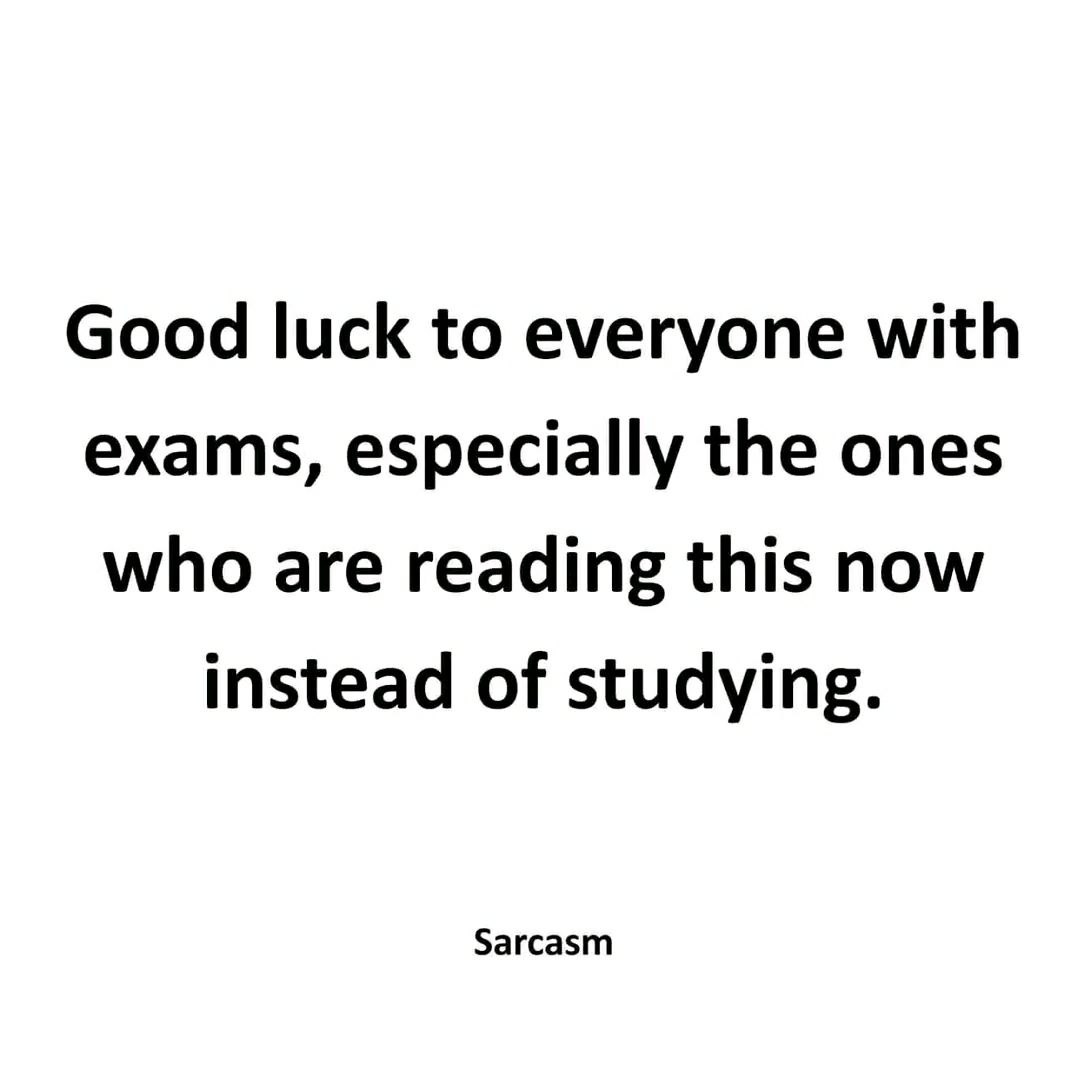 Good luck to everyone with
exams, especially the ones
who are reading this now
instead of studying.
Sarcasm